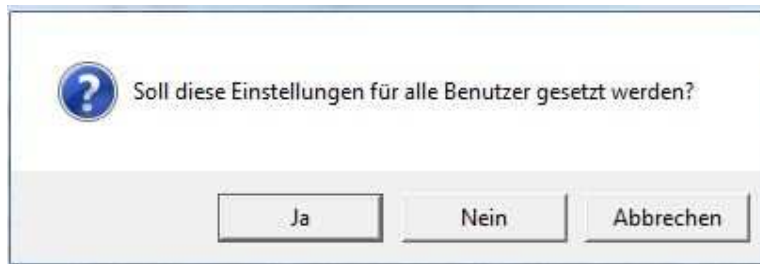 Soll diese Einstellungen für alle Benutzer gesetzt werden?
Ja Nein Abbrechen